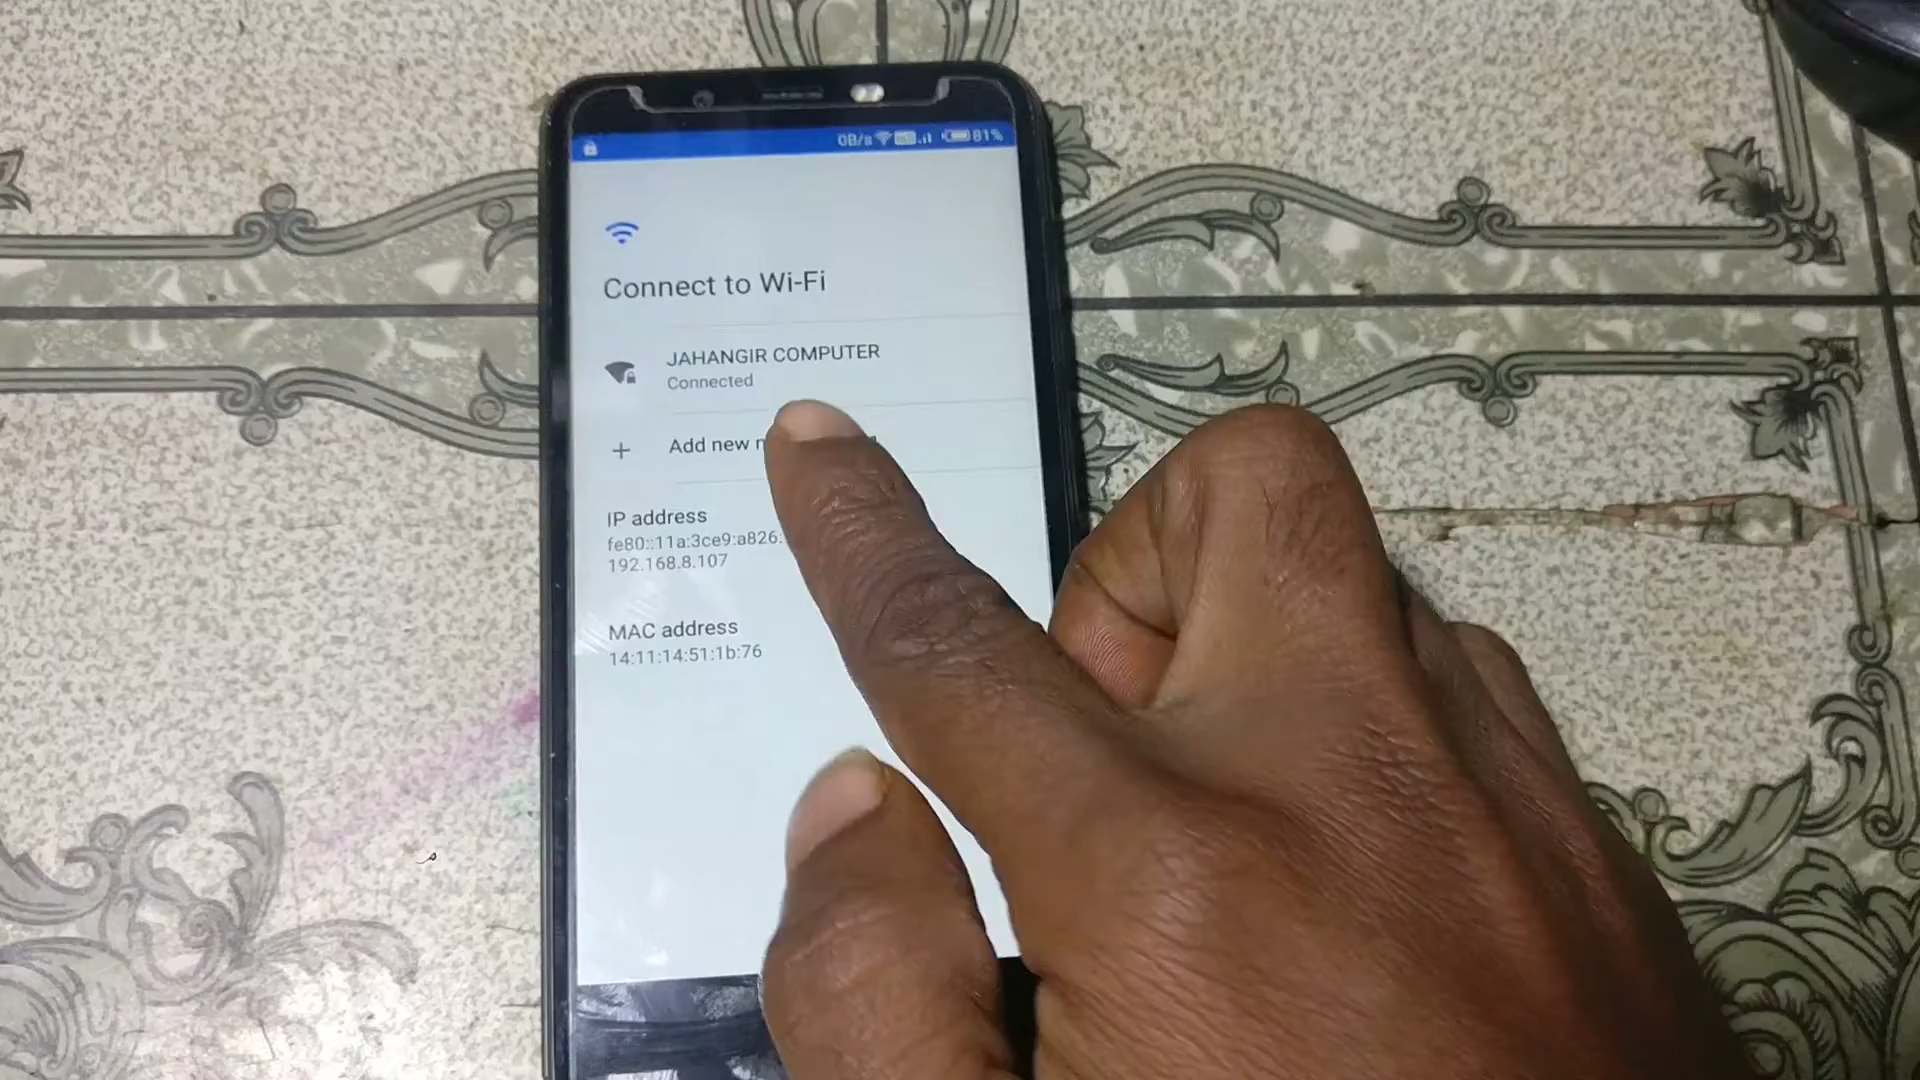 0B/s 81%
Connect to Wi-Fi
JAHANGIR COMPUTER
Connected
Add new
IP address
fe80::11a:3ce9:a826:
192.168.8.107
MAC address
14:11:14:51:1b:76